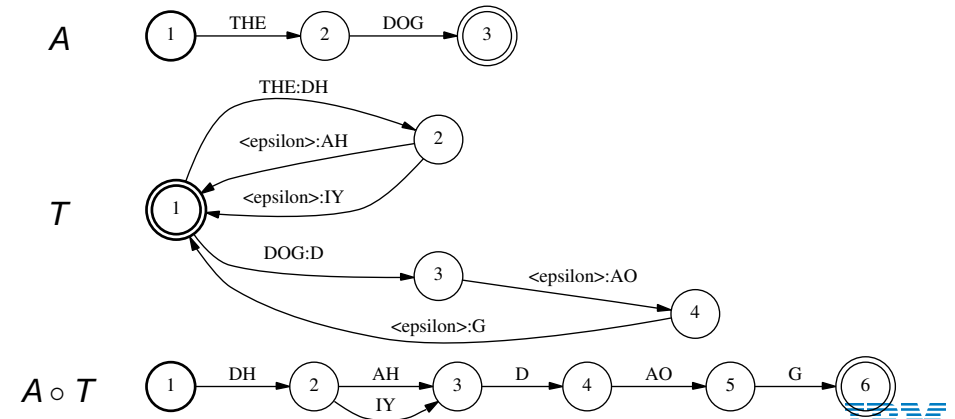 A 1 THE 2 DOG 3
THE:DH
<epsilon>:AH 2
<epsilon>:IY
T 1
DOG:D 3 <epsilon>:AO
4
<epsilon>:G
A ∘ T 1 DH 2 AH 3 D 4 AO 5 G 6
IY